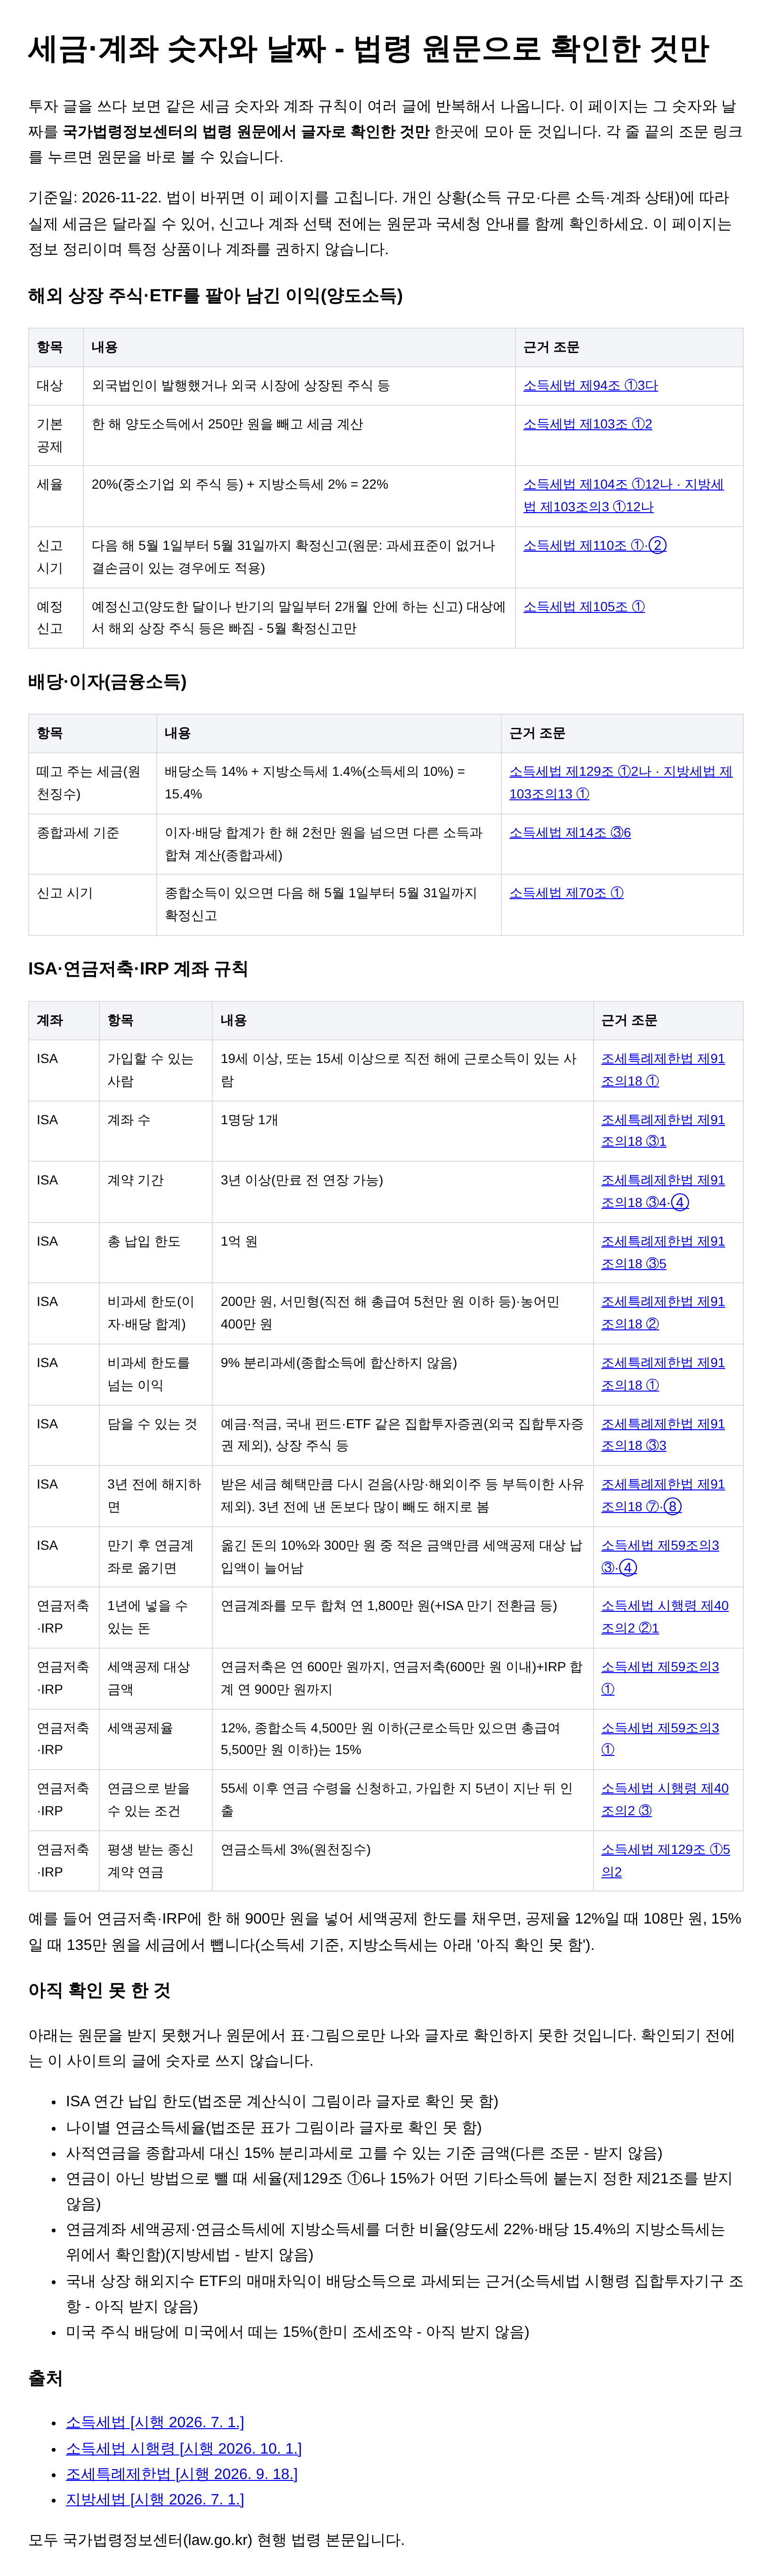 세금·계좌 숫자와 날짜 - 법령 원문으로 확인한 것만
투자 글을 쓰다 보면 같은 세금 숫자와 계좌 규칙이 여러 글에 반복해서 나옵니다. 이 페이지는 그 숫자와 날
짜를 국가법령정보센터의 법령 원문에서 글자로 확인한 것만 한곳에 모아 둔 것입니다. 각 줄 끝의 조문 링크
를 누르면 원문을 바로 볼 수 있습니다.
기준일: 2026-11-22. 법이 바뀌면 이 페이지를 고칩니다. 개인 상황(소득 규모·다른 소득·계좌 상태)에 따라
실제 세금은 달라질 수 있어, 신고나 계좌 선택 전에는 원문과 국세청 안내를 함께 확인하세요. 이 페이지는
정보 정리이며 특정 상품이나 계좌를 권하지 않습니다.
해외 상장 주식·ETF를 팔아 남긴 이익(양도소득)
항목 내용 근거 조문
대상 외국법인이 발행했거나 외국 시장에 상장된 주식 등 소득세법 제94조 ①3다
기본 한 해 양도소득에서 250만 원을 빼고 세금 계산 소득세법 제103조 ①2
공제
세율 20%(중소기업 외 주식 등) + 지방소득세 2% = 22% 소득세법 제104조 ①12나 · 지방세
법 제103조의3 ①12나
신고 다음 해 5월 1일부터 5월 31일까지 확정신고(원문: 과세표준이 없거나 소득세법 제110조 ①·②
시기 결손금이 있는 경우에도 적용)
예정 예정신고(양도한 달이나 반기의 말일부터 2개월 안에 하는 신고) 대상에 소득세법 제105조 ①
신고 서 해외 상장 주식 등은 빠짐 - 5월 확정신고만
배당·이자(금융소득)
항목 내용 근거 조문
떼고 주는 세금(원 배당소득 14% + 지방소득세 1.4%(소득세의 10%) = 소득세법 제129조 ①2나 · 지방세법 제
천징수) 15.4% 103조의13 ①
종합과세 기준 이자·배당 합계가 한 해 2천만 원을 넘으면 다른 소득과 소득세법 제14조 ③6
합쳐 계산(종합과세)
신고 시기 종합소득이 있으면 다음 해 5월 1일부터 5월 31일까지 소득세법 제70조 ①
확정신고
ISA·연금저축·IRP 계좌 규칙
계좌 항목 내용 근거 조문
ISA 가입할 수 있는 19세 이상, 또는 15세 이상으로 직전 해에 근로소득이 있는 사 조세특례제한법 제91
사람 람 조의18 ①
ISA 계좌 수 1명당 1개 조세특례제한법 제91
조의18 ③1
ISA 계약 기간 3년 이상(만료 전 연장 가능) 조세특례제한법 제91
조의18 ③4·④
ISA 총 납입 한도 1억 원 조세특례제한법 제91
조의18 ③5
ISA 비과세 한도(이 200만 원, 서민형(직전 해 총급여 5천만 원 이하 등)·농어민 조세특례제한법 제91
자·배당 합계) 400만 원 조의18 ②
ISA 비과세 한도를 9% 분리과세(종합소득에 합산하지 않음) 조세특례제한법 제91
넘는 이익 조의18 ①
ISA 담을 수 있는 것 예금·적금, 국내 펀드·ETF 같은 집합투자증권(외국 집합투자증 조세특례제한법 제91
권 제외), 상장 주식 등 조의18 ③3
ISA 3년 전에 해지하 받은 세금 혜택만큼 다시 걷음(사망·해외이주 등 부득이한 사유 조세특례제한법 제91
면 제외). 3년 전에 낸 돈보다 많이 빼도 해지로 봄 조의18 ⑦·⑧
ISA 만기 후 연금계 옮긴 돈의 10%와 300만 원 중 적은 금액만큼 세액공제 대상 납 소득세법 제59조의3
좌로 옮기면 입액이 늘어남 ③·④
연금저축 1년에 넣을 수 연금계좌를 모두 합쳐 연 1,800만 원(+ISA 만기 전환금 등) 소득세법 시행령 제40
·IRP 있는 돈 조의2 ②1
연금저축 세액공제 대상 연금저축은 연 600만 원까지, 연금저축(600만 원 이내)+IRP 합 소득세법 제59조의3
·IRP 금액 계 연 900만 원까지 ①
연금저축 세액공제율 12%, 종합소득 4,500만 원 이하(근로소득만 있으면 총급여 소득세법 제59조의3
·IRP 5,500만 원 이하)는 15% ①
연금저축 연금으로 받을 55세 이후 연금 수령을 신청하고, 가입한 지 5년이 지난 뒤 인 소득세법 시행령 제40
·IRP 수 있는 조건 출 조의2 ③
연금저축 평생 받는 종신 연금소득세 3%(원천징수) 소득세법 제129조 ①5
·IRP 계약 연금 의2
예를 들어 연금저축·IRP에 한 해 900만 원을 넣어 세액공제 한도를 채우면, 공제율 12%일 때 108만 원, 15%
일 때 135만 원을 세금에서 뺍니다(소득세 기준, 지방소득세는 아래 '아직 확인 못 함').
아직 확인 못 한 것
아래는 원문을 받지 못했거나 원문에서 표·그림으로만 나와 글자로 확인하지 못한 것입니다. 확인되기 전에
는 이 사이트의 글에 숫자로 쓰지 않습니다.
• ISA 연간 납입 한도(법조문 계산식이 그림이라 글자로 확인 못 함)
• 나이별 연금소득세율(법조문 표가 그림이라 글자로 확인 못 함)
• 사적연금을 종합과세 대신 15% 분리과세로 고를 수 있는 기준 금액(다른 조문 - 받지 않음)
• 연금이 아닌 방법으로 뺄 때 세율(제129조 ①6나 15%가 어떤 기타소득에 붙는지 정한 제21조를 받지
않음)
• 연금계좌 세액공제·연금소득세에 지방소득세를 더한 비율(양도세 22%·배당 15.4%의 지방소득세는
위에서 확인함)(지방세법 - 받지 않음)
• 국내 상장 해외지수 ETF의 매매차익이 배당소득으로 과세되는 근거(소득세법 시행령 집합투자기구 조
항 - 아직 받지 않음)
• 미국 주식 배당에 미국에서 떼는 15%(한미 조세조약 - 아직 받지 않음)
출처
• 소득세법 [시행 2026. 7. 1.]
• 소득세법 시행령 [시행 2026. 10. 1.]
• 조세특례제한법 [시행 2026. 9. 18.]
• 지방세법 [시행 2026. 7. 1.]
모두 국가법령정보센터(law.go.kr) 현행 법령 본문입니다.